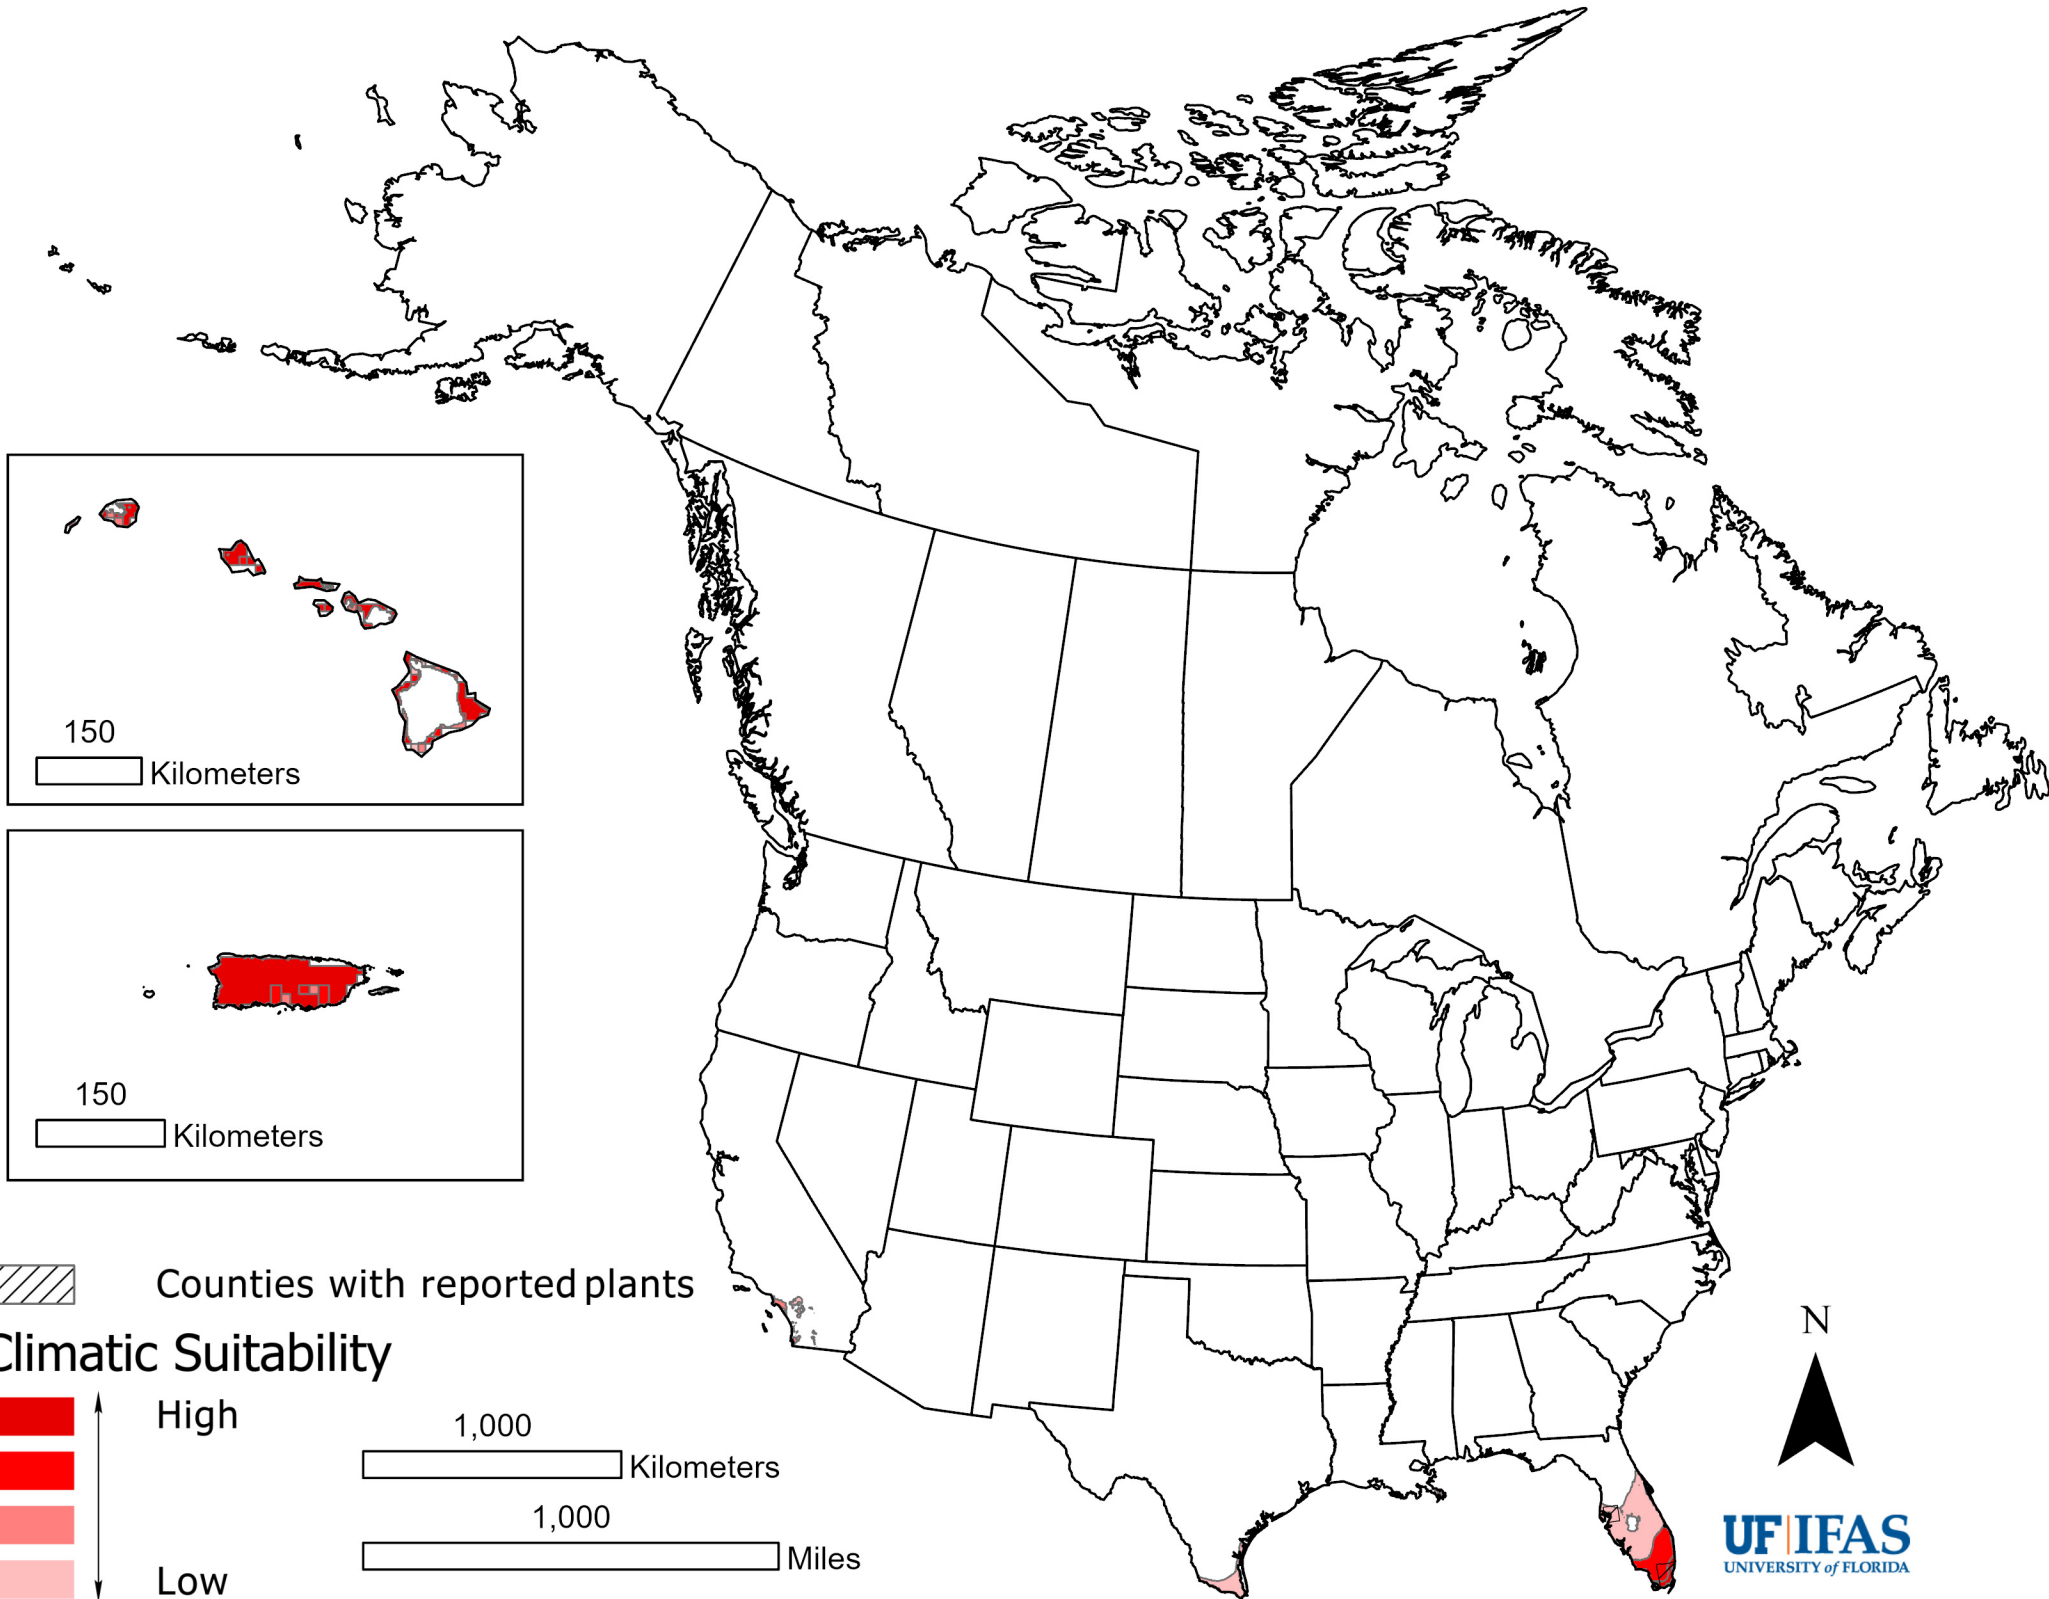 150
Kilometers
150
Kilometers
Counties with reported plants
Climatic Suitability
High
Low
1,000
Kilometers
1,000
Miles
N
UF|IFAS
UNIVERSITY of FLORIDA